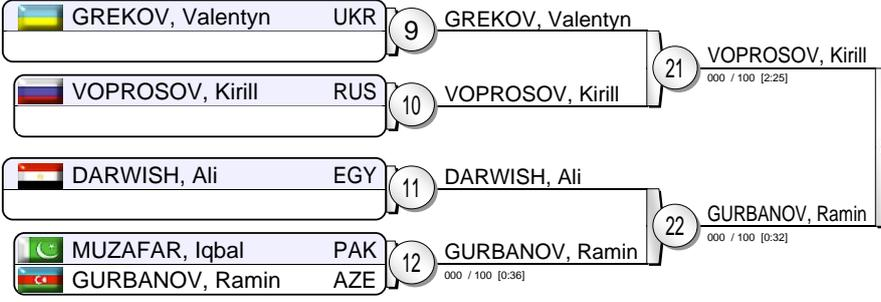 GREKOV, Valentyn UKR
9
GREKOV, Valentyn
VOPROSOV, Kirill RUS
10
VOPROSOV, Kirill
21
VOPROSOV, Kirill
000 / 100 [2:25]
DARWISH, Ali EGY
11
DARWISH, Ali
MUZAFAR, Iqbal PAK
GURBANOV, Ramin AZE
12
GURBANOV, Ramin
000 / 100 [0:36]
22
GURBANOV, Ramin
000 / 100 [0:32]